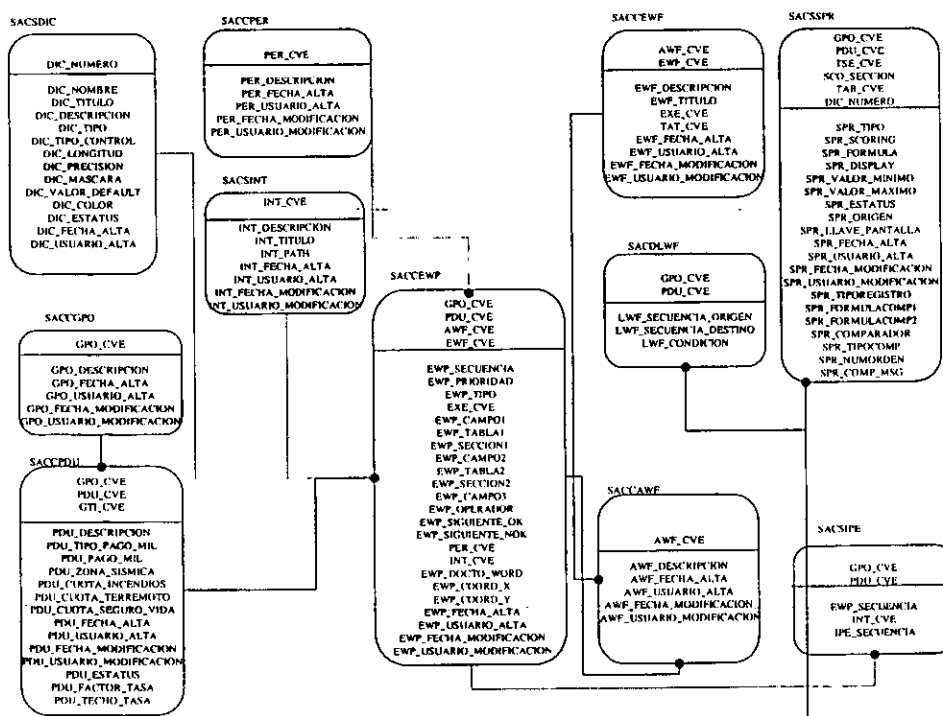 SACSDIC
DIC_NUMERO
DIC_NOMBRE
DIC_TITULO
DIC_DESCRIPCION
DIC_TIPO
DIC_TIPO_CONTROL
DIC_LONGITUD
DIC_PRECISION
DIC_MASCARA
DIC_VALOR_DEFAULT
DIC_COLOR
DIC_ESTATUS
DIC_FECHA_ALTA
DIC_USUARIO_ALTA
SACCPER
PER_CVE
PER_DESCRIPCION
PER_FECHA_ALTA
PER_USUARIO_ALTA
PER_FECHA_MODIFICACION
PER_USUARIO_MODIFICACION
SACSINT
INT_CVE
INT_DESCRIPCION
INT_TITULO
INT_PATH
INT_FECHA_ALTA
INT_USUARIO_ALTA
INT_FECHA_MODIFICACION
INT_USUARIO_MODIFICACION
SACCGPO
GPO_CVE
GPO_DESCRIPCION
GPO_FECHA_ALTA
GPO_USUARIO_ALTA
GPO_FECHA_MODIFICACION
GPO_USUARIO_MODIFICACION
SACCPDU
GPO_CVE
PDU_CVE
GTI_CVE
PDU_DESCRIPCION
PDU_TIPO_PAGO_MIL
PDU_PAGO_MIL
PDU_ZONA_SISMICA
PDU_CUOTA_INCENDIOS
PDU_CUOTA_TERREMOTO
PDU_CUOTA_SEGURO_VIDA
PDU_FECHA_ALTA
PDU_USUARIO_ALTA
PDU_FECHA_MODIFICACION
PDU_USUARIO_MODIFICACION
PDU_ESTATUS
PDU_FACTOR_TASA
PDU_TECHO_TASA
SACCEWP
GPO_CVE
PDU_CVE
AWF_CVE
EWF_CVE
EWP_SECUENCIA
EWP_PRIORIDAD
EWP_TIPO
EXE_CVE
EWP_CAMPO1
EWP_TABLA1
EWP_SECCION1
EWP_CAMPO2
EWP_TABLA2
EWP_SECCION2
EWP_CAMPO3
EWP_OPERADOR
EWP_SIGUIENTE_OK
EWP_SIGUIENTE_NOK
PER_CVE
INT_CVE
EWP_DOCTO_WORD
EWP_COORD_X
EWP_COORD_Y
EWP_FECHA_ALTA
EWP_USUARIO_ALTA
EWP_FECHA_MODIFICACION
EWP_USUARIO_MODIFICACION
SACCEWF
AWF_CVE
EWF_CVE
EWF_DESCRIPCION
EWF_TITULO
EXE_CVE
TAT_CVE
EWF_FECHA_ALTA
EWF_USUARIO_ALTA
EWF_FECHA_MODIFICACION
EWF_USUARIO_MODIFICACION
SACDLWF
GPO_CVE
PDU_CVE
LWF_SECUENCIA_ORIGEN
LWF_SECUENCIA_DESTINO
LWF_CONDICION
SACCAWF
AWF_CVE
AWF_DESCRIPCION
AWF_FECHA_ALTA
AWF_USUARIO_ALTA
AWF_FECHA_MODIFICACION
AWF_USUARIO_MODIFICACION
SACSSPR
GPO_CVE
PDU_CVE
TSE_CVE
SCO_SECCION
TAB_CVE
DIC_NUMERO
SPR_TIPO
SPR_SCORING
SPR_FORMULA
SPR_DISPLAY
SPR_VALOR_MINIMO
SPR_VALOR_MAXIMO
SPR_ESTATUS
SPR_ORIGEN
SPR_LLAVE_PANTALLA
SPR_FECHA_ALTA
SPR_USUARIO_ALTA
SPR_FECHA_MODIFICACION
SPR_USUARIO_MODIFICACION
SPR_TIPOREGISTRO
SPR_FORMULACOMP1
SPR_FORMULACOMP2
SPR_COMPARADOR
SPR_TIPOCOMP
SPR_NUMORDEN
SPR_COMP_MSG
SACSIPE
GPO_CVE
PDU_CVE
EWP_SECUENCIA
INT_CVE
IPE_SECUENCIA